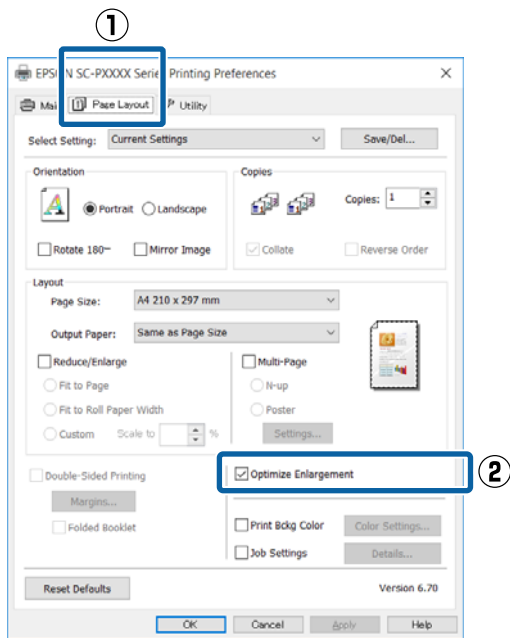 1
EPSON SC-PXXXX Series Printing Preferences
Main Page Layout Utility
Select Setting: Current Settings Save/Del...
Orientation Copies
Portrait Landscape Copies: 1
Rotate 180° Mirror Image Collate Reverse Order
Layout
Page Size: A4 210 x 297 mm
Output Paper: Same as Page Size
Reduce/Enlarge Multi-Page
Fit to Page N-up
Fit to Roll Paper Width Poster
Custom Scale to % Settings...
Double-Sided Printing Optimize Enlargement 2
Margins...
Folded Booklet Print Bckg Color Color Settings...
Job Settings Details...
Reset Defaults Version 6.70
OK Cancel Apply Help